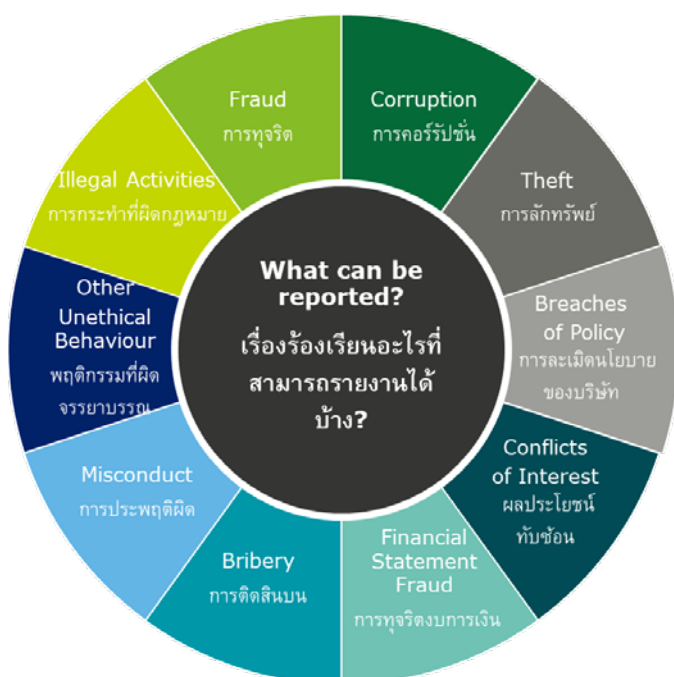 What can be
reported?
เรื่องร้องเรียนอะไรที่
สามารถรายงานได้
บ้าง?
Corruption
การคอร์รัปชั่น
Theft
การลักทรัพย์
Breaches
of Policy
การละเมิดนโยบาย
ของบริษัท
Conflicts
of Interest
ผลประโยชน์
ทับซ้อน
Financial
Statement
Fraud
การทุจริตงบการเงิน
Bribery
การติดสินบน
Misconduct
การประพฤติผิด
Other
Unethical
Behaviour
พฤติกรรมที่ผิด
จรรยาบรรณ
Illegal Activities
การกระทำที่ผิดกฎหมาย
Fraud
การทุจริต